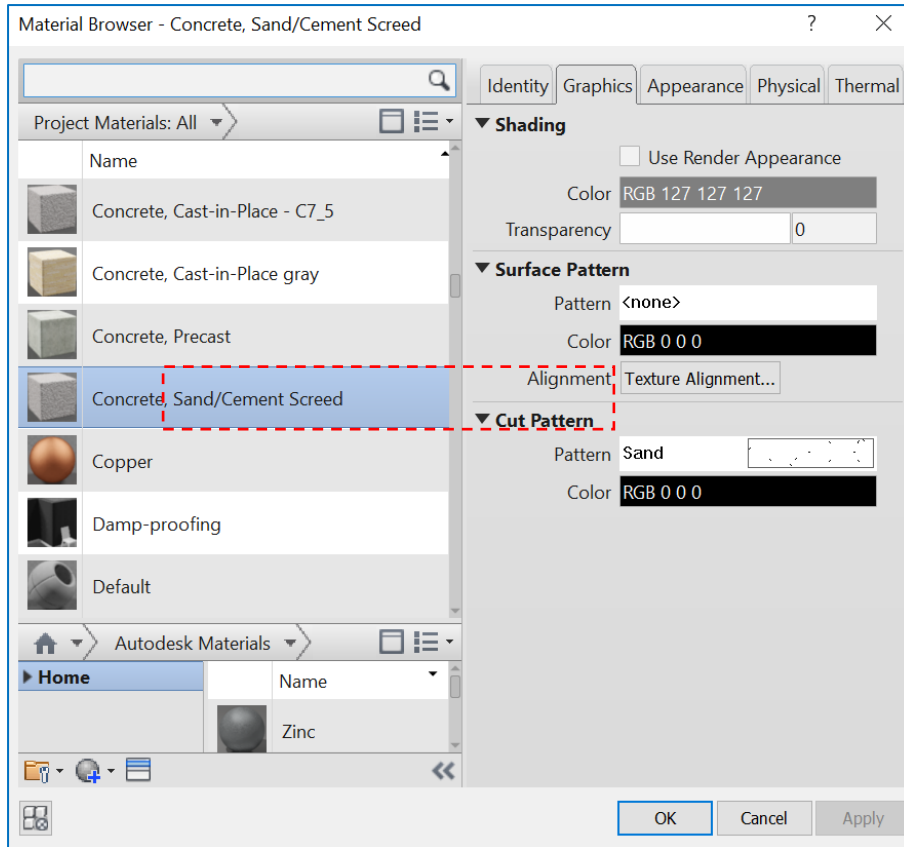 Material Browser - Concrete, Sand/Cement Screed
?
Project Materials: All
Name
Concrete, Cast-in-Place - C7_5
Concrete, Cast-in-Place gray
Concrete, Precast
Concrete, Sand/Cement Screed
Copper
Damp-proofing
Default
Autodesk Materials
Home
Name
Zinc
Identity Graphics Appearance Physical Thermal
Shading
Use Render Appearance
Color RGB 127 127 127
Transparency 0
Surface Pattern
Pattern <none>
Color RGB 0 0 0
Alignment Texture Alignment...
Cut Pattern
Pattern Sand
Color RGB 0 0 0
OK Cancel Apply